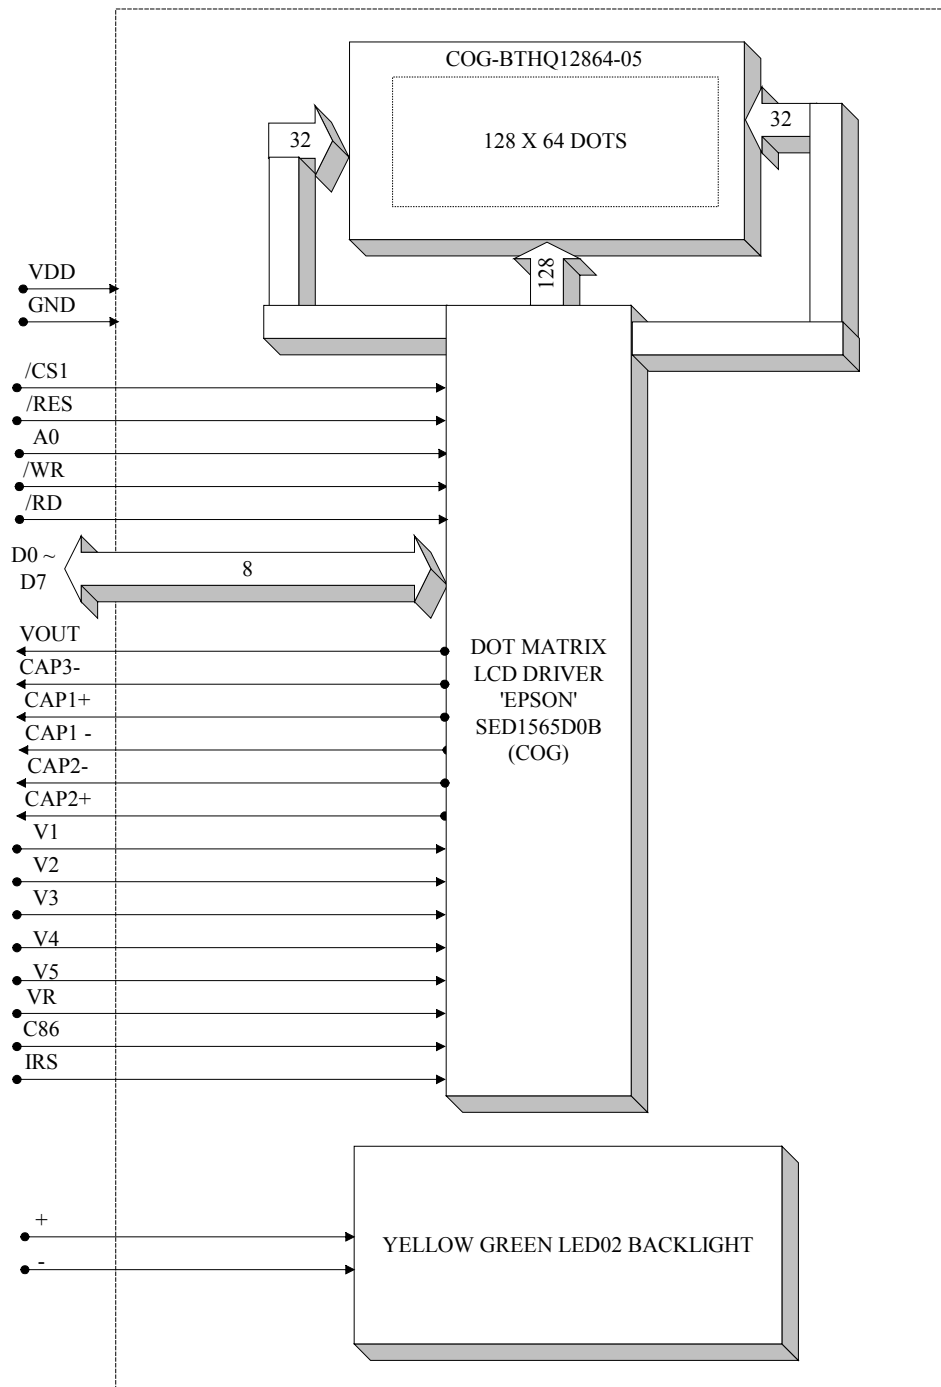 COG-BTHQ12864-05
128 X 64 DOTS
32
32
128
VDD
GND
/CS1
/RES
A0
/WR
/RD
D0 ~
D7
8
VOUT
CAP3-
CAP1+
CAP1 -
CAP2-
CAP2+
V1
V2
V3
V4
V5
VR
C86
IRS
DOT MATRIX
LCD DRIVER
'EPSON'
SED1565D0B
(COG)
+
-
YELLOW GREEN LED02 BACKLIGHT